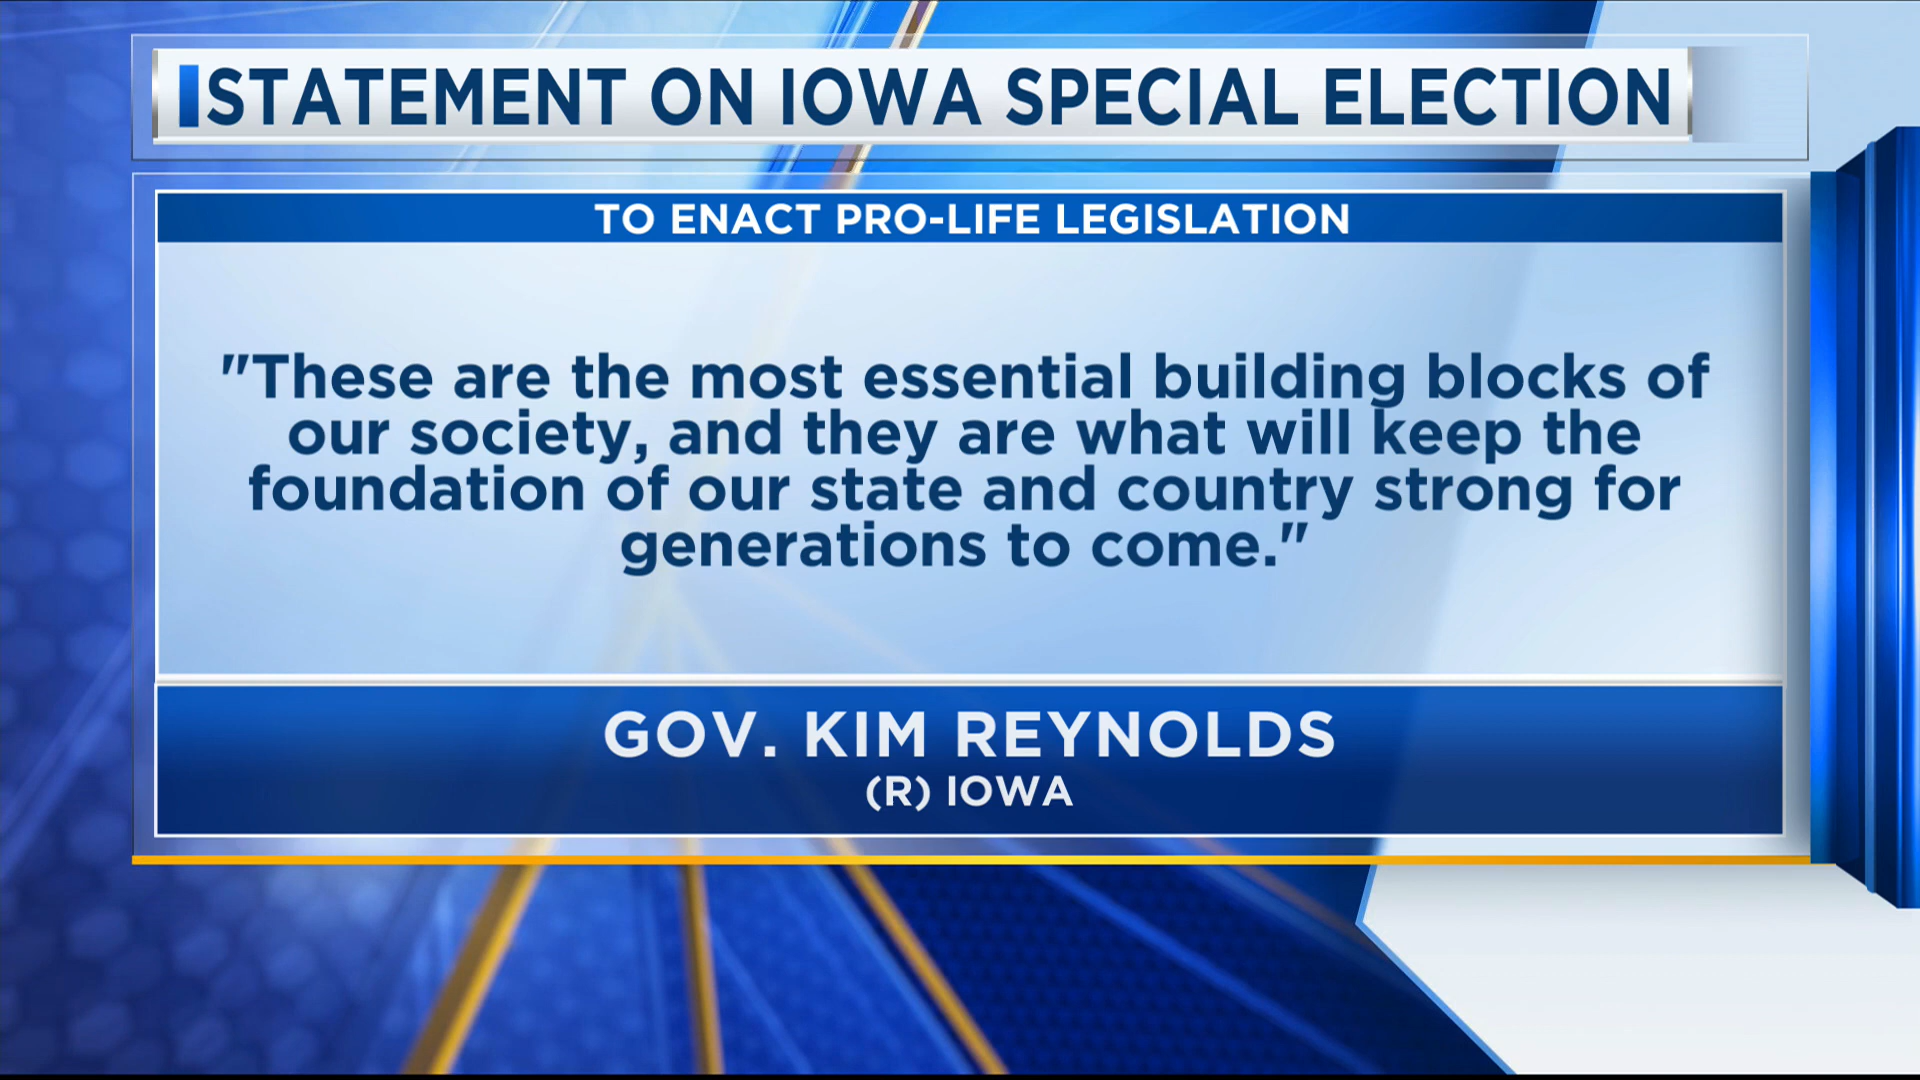 STATEMENT ON IOWA SPECIAL ELECTION
TO ENACT PRO-LIFE LEGISLATION
"These are the most essential building blocks of
our society, and they are what will keep the
foundation of our state and country strong for
generations to come."
GOV. KIM REYNOLDS
(R) IOWA